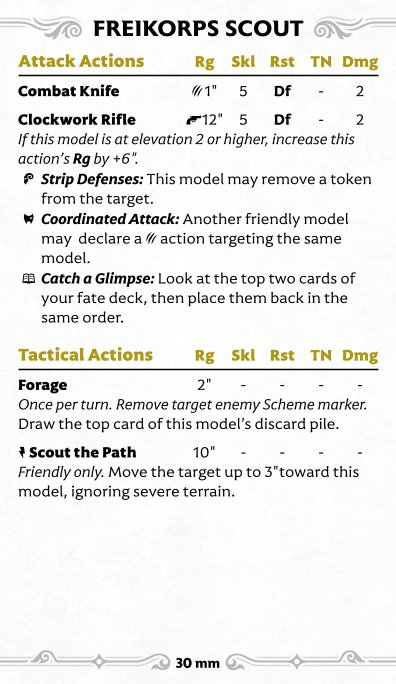 FREIKORPS SCOUT
Attack Actions Rg Skl Rst TN Dmg
Combat Knife 1" 5 Df - 2
Clockwork Rifle 12" 5 Df - 2
If this model is at elevation 2 or higher, increase this
action's Rg by +6".
Strip Defenses: This model may remove a token
from the target.
Coordinated Attack: Another friendly model
may declare a action targeting the same
model.
Catch a Glimpse: Look at the top two cards of
your fate deck, then place them back in the
same order.
Tactical Actions Rg Skl Rst TN Dmg
Forage 2" - - - -
Once per turn. Remove target enemy Scheme marker.
Draw the top card of this model's discard pile.
Scout the Path 10" - - - -
Friendly only. Move the target up to 3"toward this
model, ignoring severe terrain.
30 mm